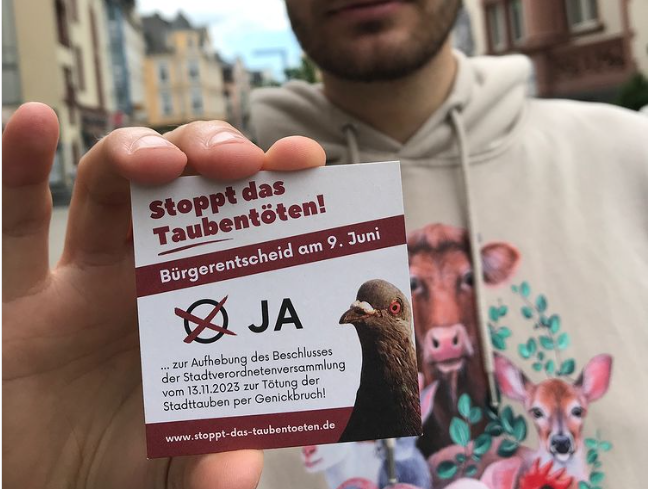 Stoppt das
Taubentöten!
Bürgerentscheid am 9. Juni
JA
... zur Aufhebung des Beschlusses
der Stadtverordnetenversammlung
vom 13.11.2023 zur Tötung der
Stadttauben per Genickbruch!
www.stoppt-das-taubentoeten.de